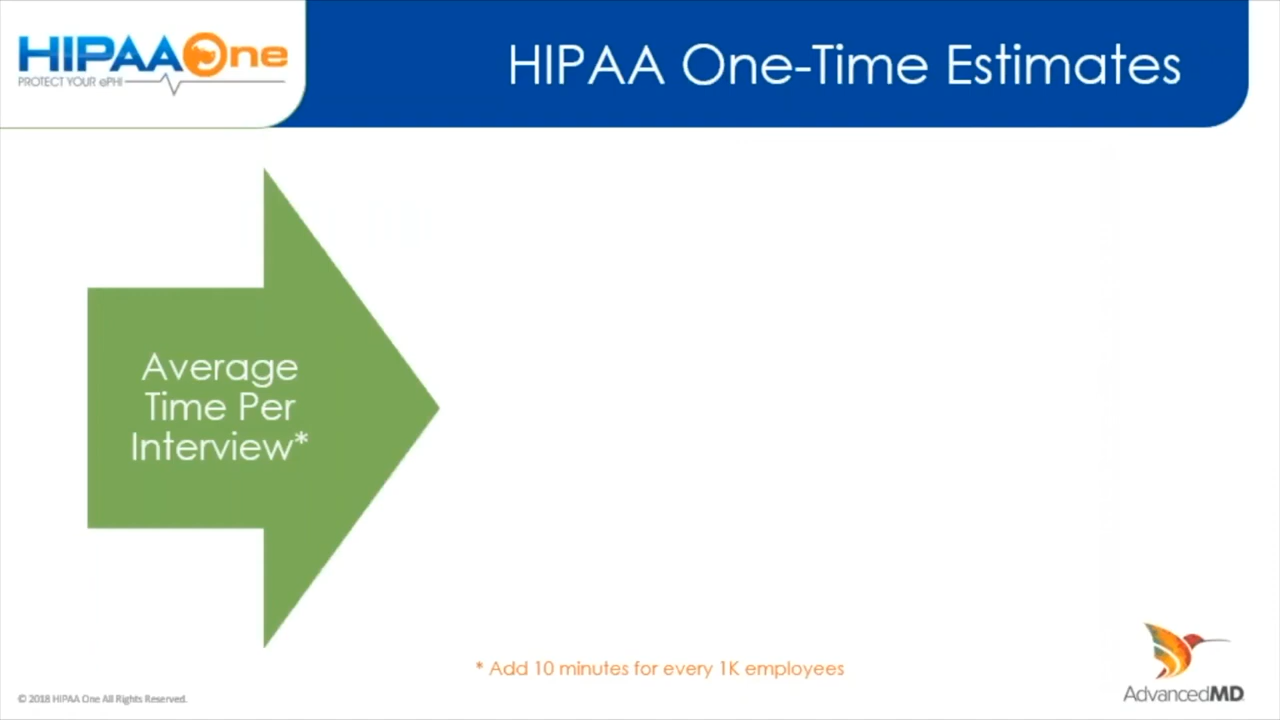 HIPAA One
PROTECT YOUR ePHI
HIPAA One-Time Estimates
Average
Time Per
Interview*
* Add 10 minutes for every 1K employees
© 2018 HIPAA One All Rights Reserved.
AdvancedMD